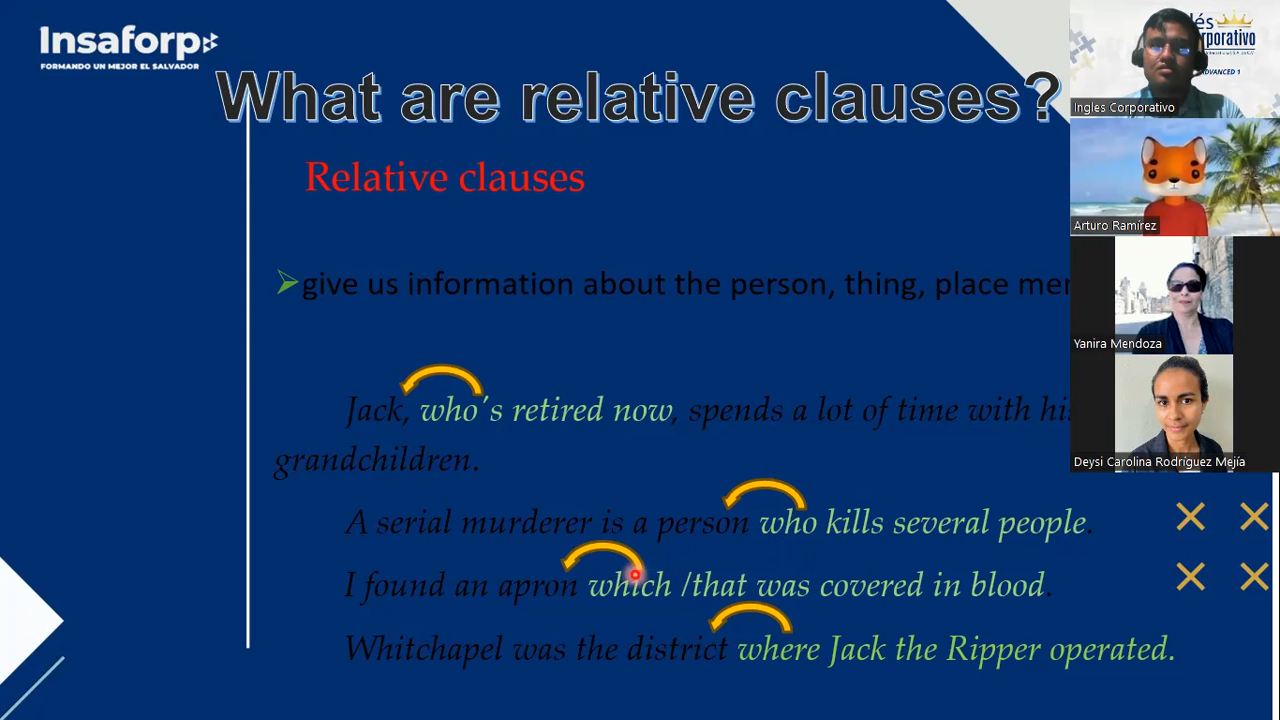 Insaforp
FORMANDO UN MEJOR EL SALVADOR
What are relative clauses?
Relative clauses
give us information about the person, thing, place
Jack, who's retired now, spends a lot of time with his
grandchildren.
A serial murderer is a person who kills several people.
I found an apron which /that was covered in blood.
Whitchapel was the district where Jack the Ripper operated.
ADVANCED 1
Ingles Corporativo
Arturo Ramírez
Yanira Mendoza
Deysi Carolina Rodríguez Mejía